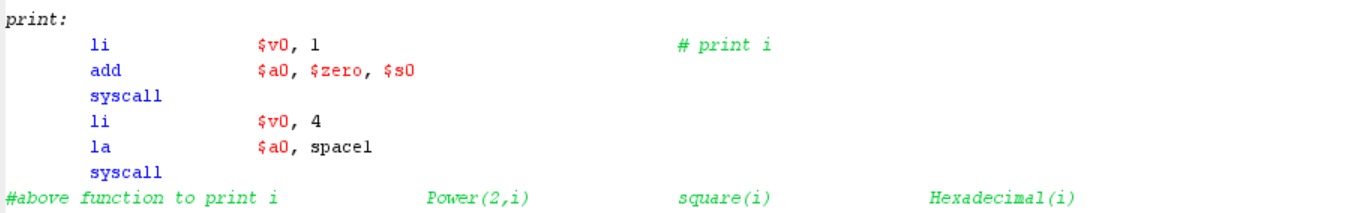 print:
li $v0, 1 # print i
add $a0, $zero, $s0
syscall
li $v0, 4
la $a0, space1
syscall
#above function to print i Power(2,i) square(i) Hexadecimal(i)